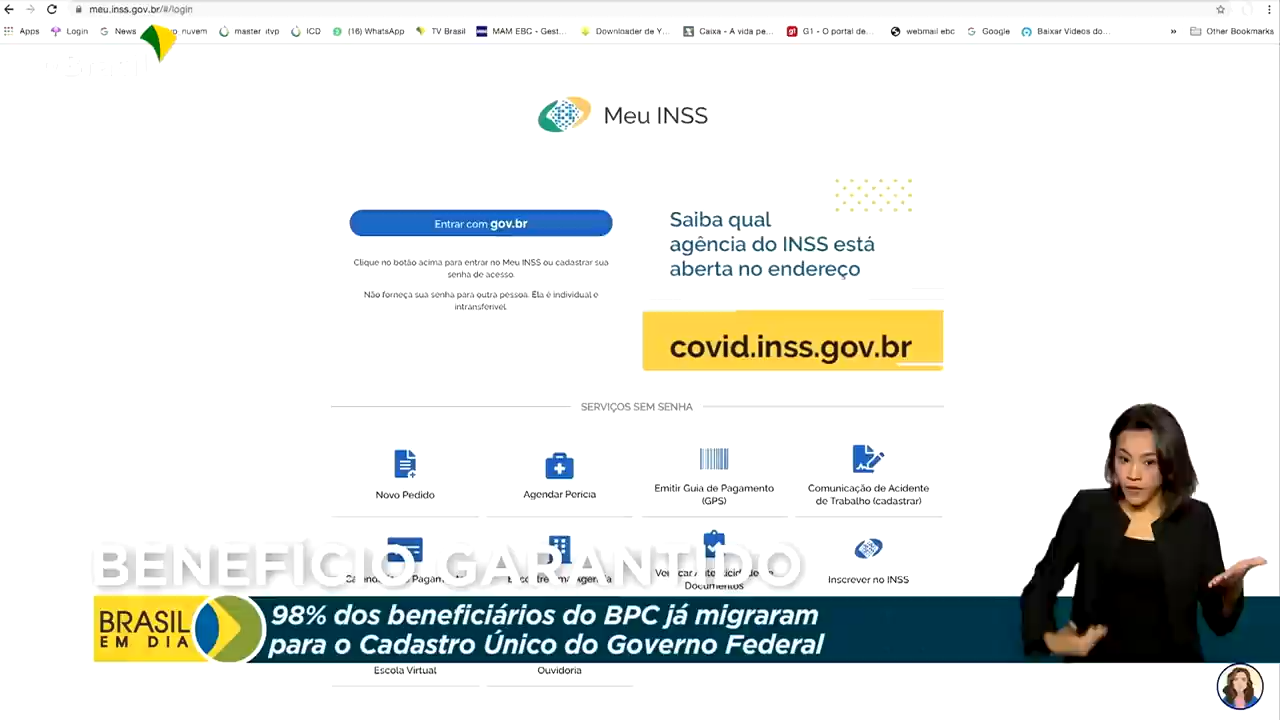 meu.inss.gov.br/#/login
Apps
Login
News
nuvem
master itvp
ICD
(16) WhatsApp
TV Brasil
MAM EBC - Gest...
Downloader de Y...
Caixa - A vida pe...
G1 - O portal de...
webmail ebc
Google
Baixar Vídeos do...
»
Other Bookmarks
Meu INSS
Entrar com gov.br
Clique no botão acima para entrar no Meu INSS ou cadastrar sua
senha de acesso.
Não forneça sua senha para outra pessoa. Ela é individual e
intransferível.
Saiba qual
agência do INSS está
aberta no endereço
covid.inss.gov.br
SERVIÇOS SEM SENHA
Novo Pedido
Agendar Perícia
Emitir Guia de Pagamento
(GPS)
Comunicação de Acidente
de Trabalho (cadastrar)
Documentos
Inscrever no INSS
BENEFÍCIO GARANTIDO
BRASIL
EM DIA
98% dos beneficiários do BPC já migraram
para o Cadastro Único do Governo Federal
Escola Virtual
Ouvidoria